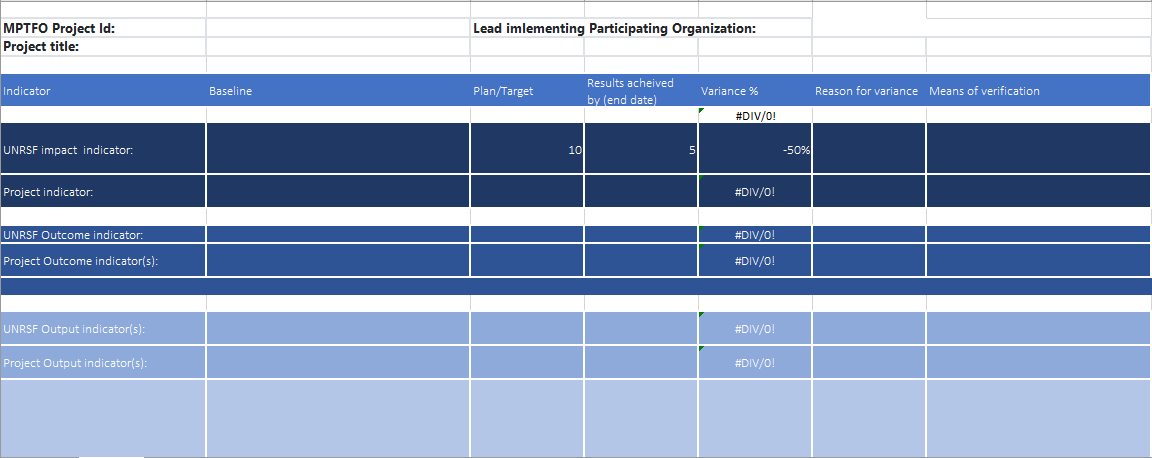 MPTFO Project Id: Lead imlementing Participating Organization:
Project title:
Indicator Baseline Plan/Target Results acheived by (end date) Variance % Reason for variance Means of verification
#DIV/0!
UNRSF impact  indicator: 10 5 -50%
Project indicator: #DIV/0!
UNRSF Outcome indicator: #DIV/0!
Project Outcome indicator(s): #DIV/0!
UNRSF Output indicator(s): #DIV/0!
Project Output indicator(s): #DIV/0!